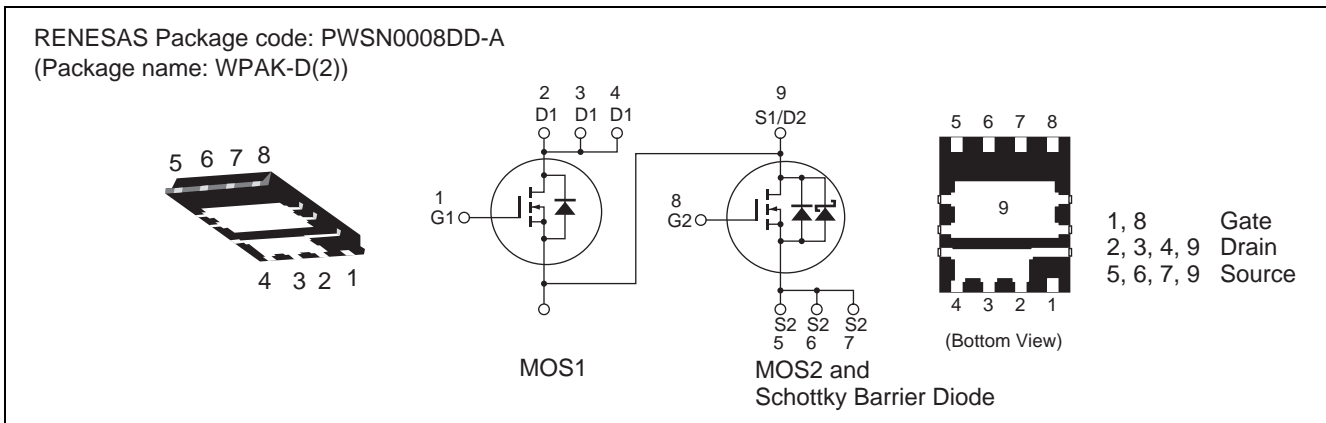 RENESAS Package code: PWSN0008DD-A
(Package name: WPAK-D(2))
5 6 7 8
4 3 2 1
2 3 4
D1 D1 D1
1
G1
MOS1
9
S1/D2
8
G2
S2 S2 S2
5 6 7
MOS2 and
Schottky Barrier Diode
5 6 7 8
9
4 3 2 1
(Bottom View)
1, 8 Gate
2, 3, 4, 9 Drain
5, 6, 7, 9 Source